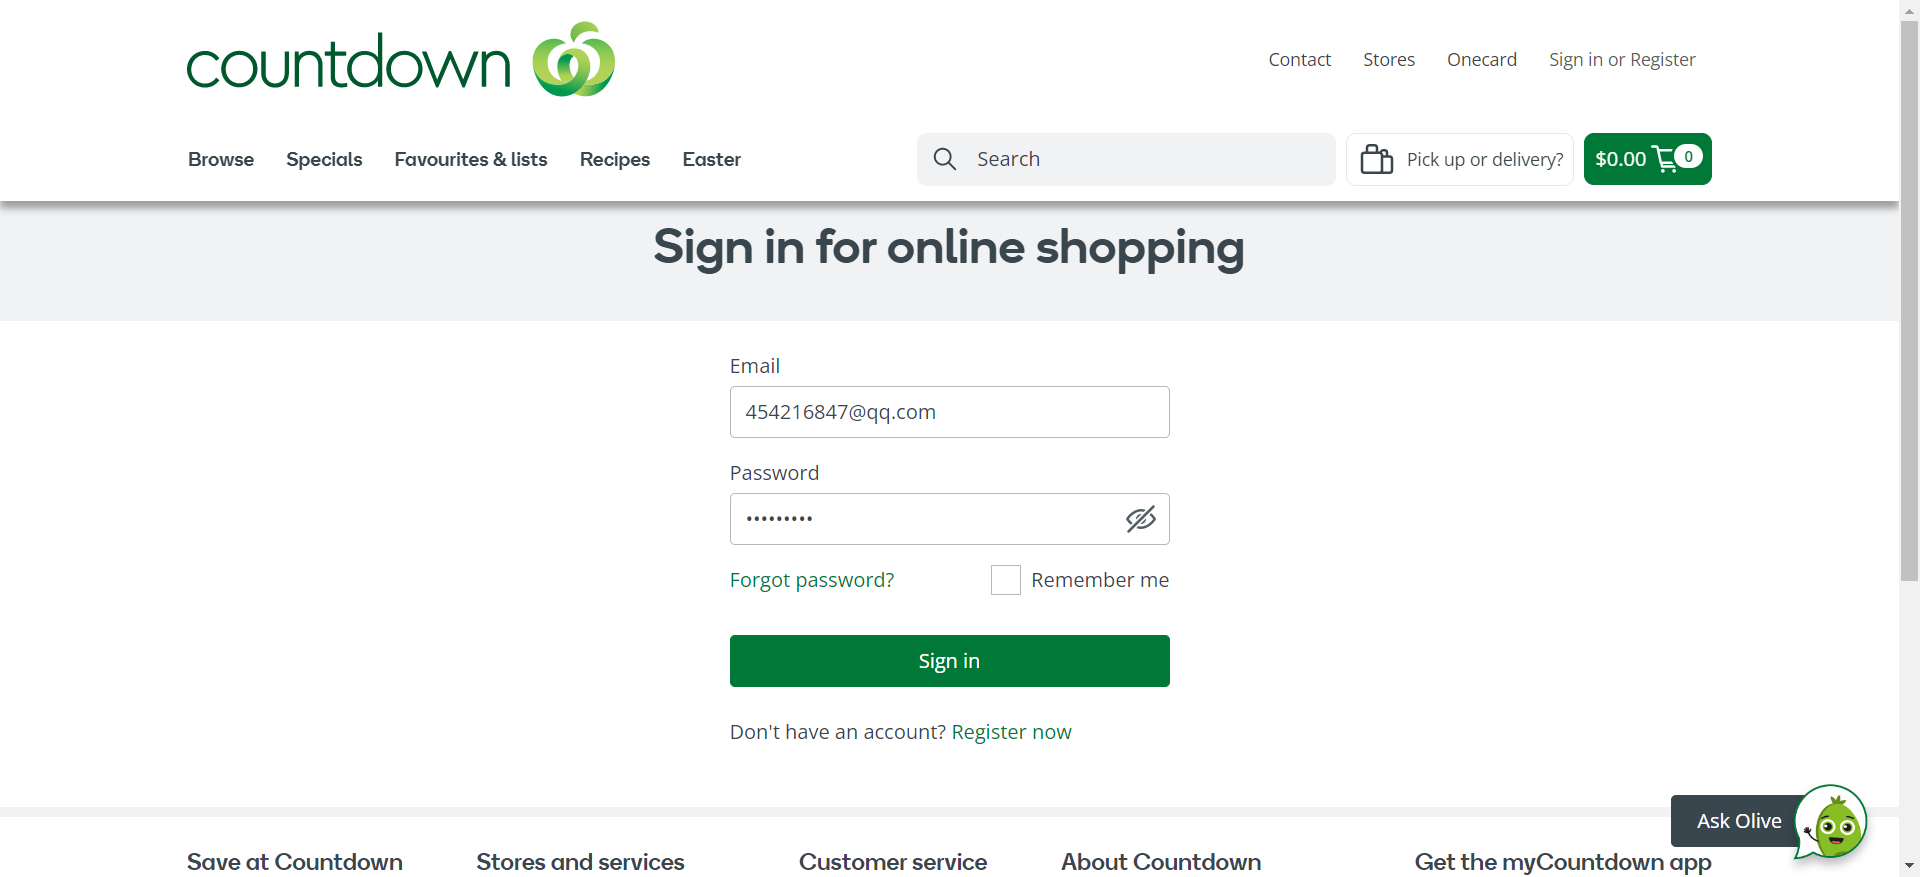 countdown
Contact Stores Onecard Sign in or Register
Browse Specials Favourites & lists Recipes Easter Search Pick up or delivery? $0.00 0
Sign in for online shopping
Email
454216847@qq.com
Password
•••••••••
Forgot password? Remember me
Sign in
Don't have an account? Register now
Ask Olive
Save at Countdown Stores and services Customer service About Countdown Get the myCountdown app